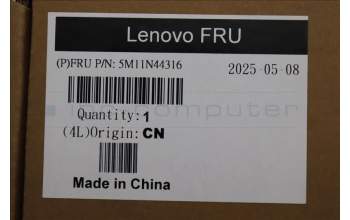 Lenovo FRU
(P)FRU P/N: 5M11N44316
2025-05-08
Quantity: 1
(4L)Origin: CN
Made in China